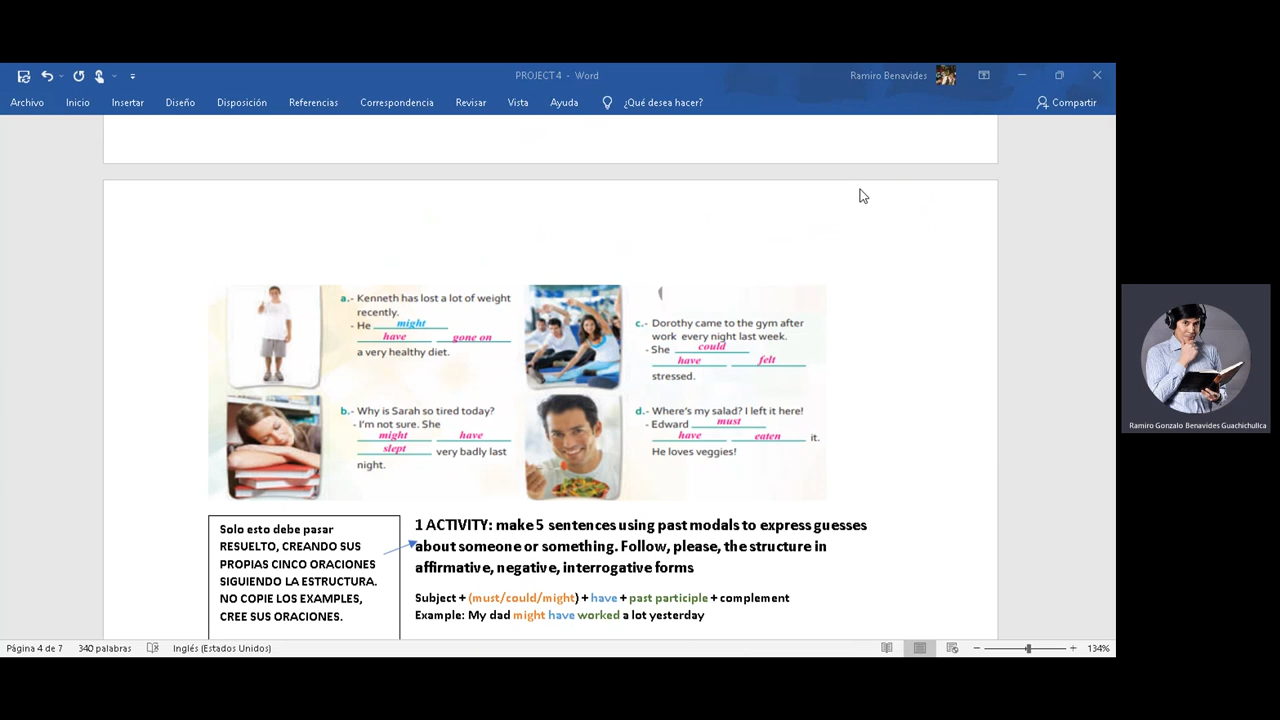 PROJECT 4 - Word
Ramiro Benavides
Archivo Inicio Insertar Diseño Disposición Referencias Correspondencia Revisar Vista Ayuda ¿Qué desea hacer? Compartir
a.- Kenneth has lost a lot of weight
recently.
- He might
have gone on
a very healthy diet.
b.- Why is Sarah so tired today?
- I'm not sure. She
might have
slept very badly last
night.
c.- Dorothy came to the gym after
work every night last week.
- She could
have felt
stressed.
d.- Where's my salad? I left it here!
- Edward must
have eaten it.
He loves veggies!
Solo esto debe pasar
RESUELTO, CREANDO SUS
PROPIAS CINCO ORACIONES
SIGUIENDO LA ESTRUCTURA.
NO COPIE LOS EXAMPLES,
CREE SUS ORACIONES.
1 ACTIVITY: make 5 sentences using past modals to express guesses
about someone or something. Follow, please, the structure in
affirmative, negative, interrogative forms
Subject + (must/could/might) + have + past participle + complement
Example: My dad might have worked a lot yesterday
Ramiro Gonzalo Benavides Guachichullca
Página 4 de 7 340 palabras Inglés (Estados Unidos) 134%